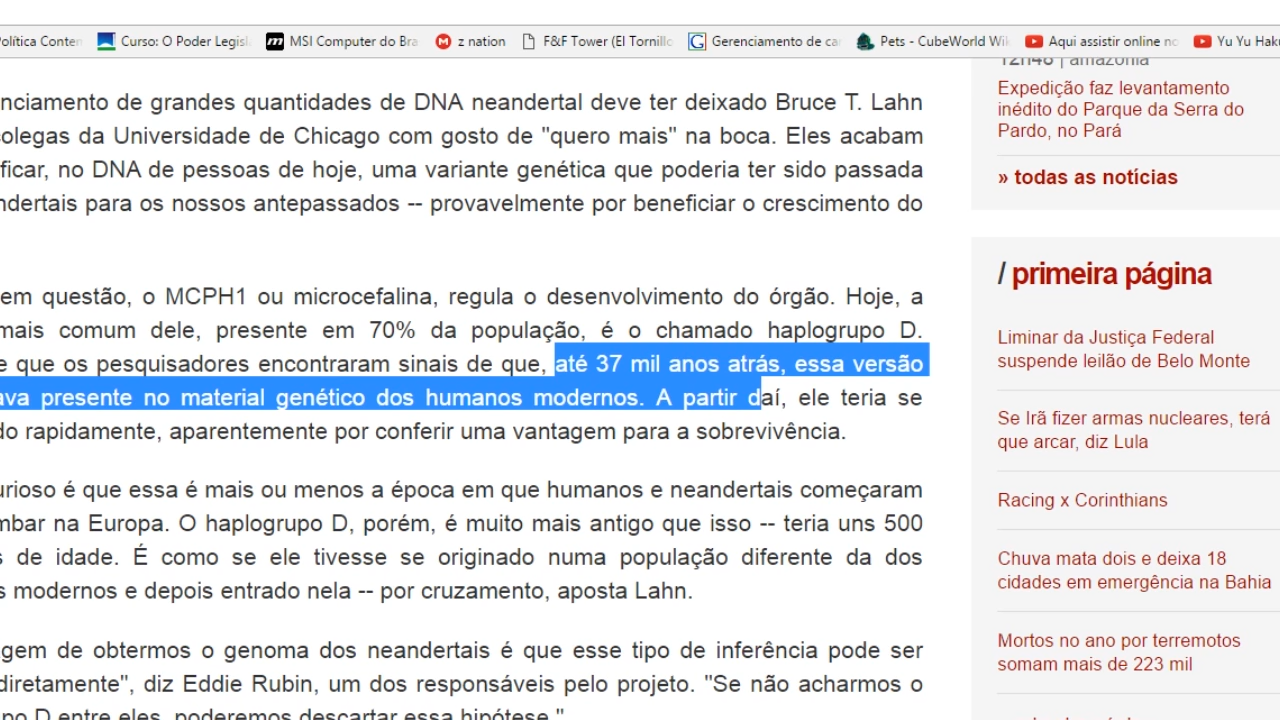 Política Conten
Curso: O Poder Legisl
MSI Computer do Bra
z nation
F&F Tower (El Tornillo
Gerenciamento de ca
Pets - CubeWorld Wik
Aqui assistir online no
Yu Yu Haku
nciamento de grandes quantidades de DNA neandertal deve ter deixado Bruce T. Lahn
colegas da Universidade de Chicago com gosto de "quero mais" na boca. Eles acabam
ficar, no DNA de pessoas de hoje, uma variante genética que poderia ter sido passada
ndertais para os nossos antepassados -- provavelmente por beneficiar o crescimento do
em questão, o MCPH1 ou microcefalina, regula o desenvolvimento do órgão. Hoje, a
mais comum dele, presente em 70% da população, é o chamado haplogrupo D.
e que os pesquisadores encontraram sinais de que, até 37 mil anos atrás, essa versão
ava presente no material genético dos humanos modernos. A partir daí, ele teria se
do rapidamente, aparentemente por conferir uma vantagem para a sobrevivência.
urioso é que essa é mais ou menos a época em que humanos e neandertais começaram
mbar na Europa. O haplogrupo D, porém, é muito mais antigo que isso -- teria uns 500
s de idade. É como se ele tivesse se originado numa população diferente da dos
s modernos e depois entrado nela -- por cruzamento, aposta Lahn.
gem de obtermos o genoma dos neandertais é que esse tipo de inferência pode ser
diretamente", diz Eddie Rubin, um dos responsáveis pelo projeto. "Se não acharmos o
po D entre eles, poderemos descartar essa hipótese."
12h48 | amazônia
Expedição faz levantamento
inédito do Parque da Serra do
Pardo, no Pará
» todas as notícias
/ primeira página
Liminar da Justiça Federal
suspende leilão de Belo Monte
Se Irã fizer armas nucleares, terá
que arcar, diz Lula
Racing x Corinthians
Chuva mata dois e deixa 18
cidades em emergência na Bahia
Mortos no ano por terremotos
somam mais de 223 mil